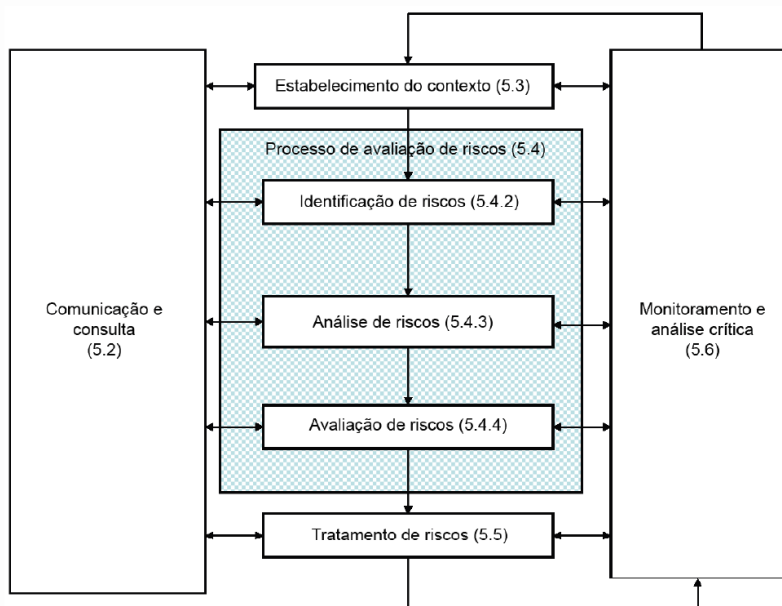 Estabelecimento do contexto (5.3)
Processo de avaliação de riscos (5.4)
Identificação de riscos (5.4.2)
Comunicação e
consulta
(5.2)
Análise de riscos (5.4.3)
Monitoramento e
análise crítica
(5.6)
Avaliação de riscos (5.4.4)
Tratamento de riscos (5.5)